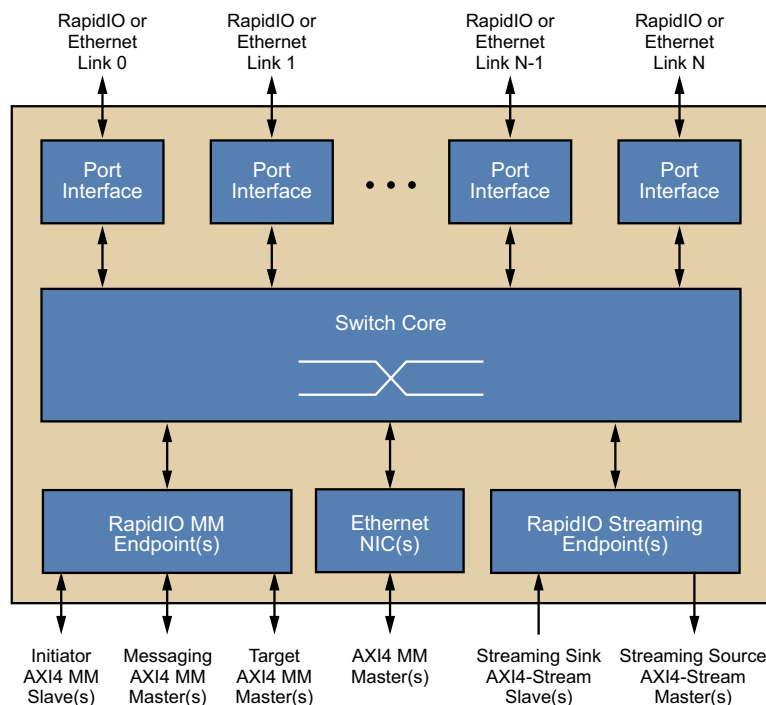 RapidIO or
Ethernet
Link 0
RapidIO or
Ethernet
Link 1
RapidIO or
Ethernet
Link N-1
RapidIO or
Ethernet
Link N
Port
Interface
Port
Interface
Port
Interface
Port
Interface
Switch Core
RapidIO MM
Endpoint(s)
Ethernet
NIC(s)
RapidIO Streaming
Endpoint(s)
Initiator
AXI4 MM
Slave(s)
Messaging
AXI4 MM
Master(s)
Target
AXI4 MM
Master(s)
AXI4 MM
Master(s)
Streaming Sink
AXI4-Stream
Slave(s)
Streaming Source
AXI4-Stream
Master(s)